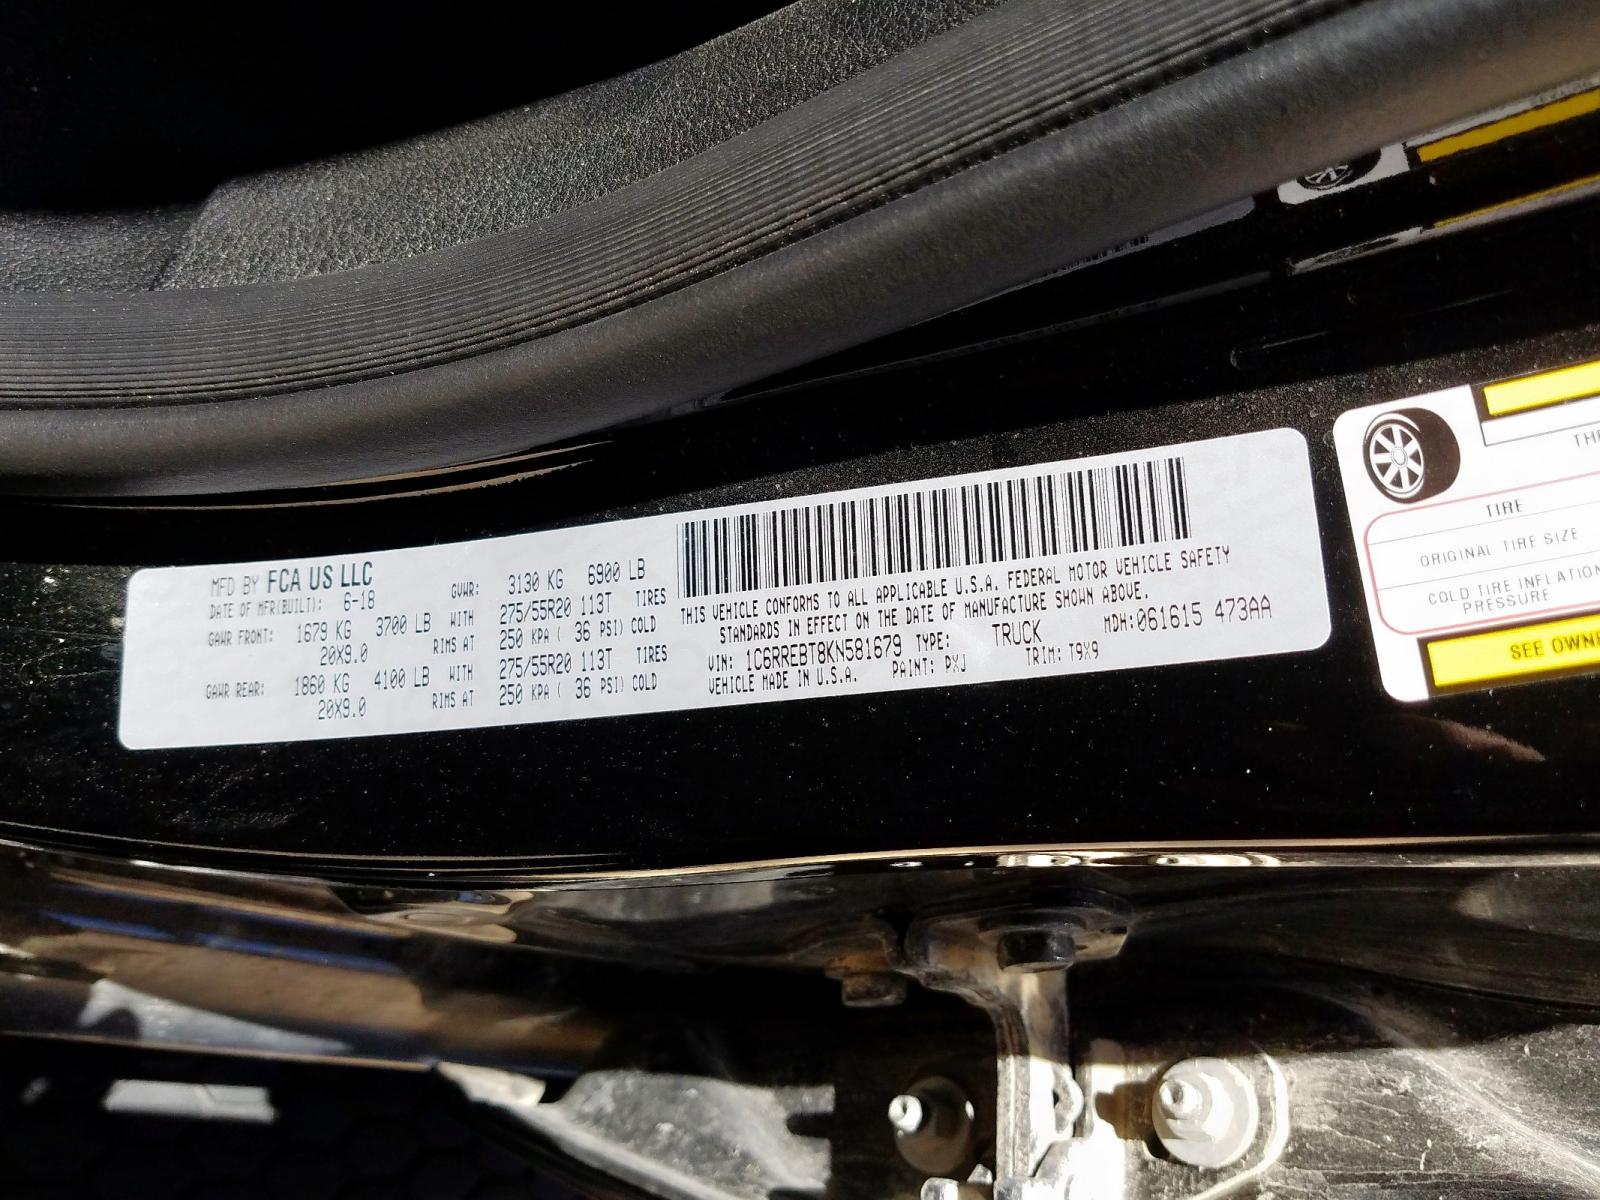 MFD BY FCA US LLC
DATE OF MFR(BUILT): 6-18 GVWR: 3130 KG 6900 LB
GAWR FRONT: 1679 KG 3700 LB WITH 275/55R20 113T TIRES
20X9.0 RIMS AT 250 KPA ( 36 PSI) COLD
GAWR REAR: 1860 KG 4100 LB WITH 275/55R20 113T TIRES
20X9.0 RIMS AT 250 KPA ( 36 PSI) COLD
THIS VEHICLE CONFORMS TO ALL APPLICABLE U.S.A. FEDERAL MOTOR VEHICLE SAFETY
STANDARDS IN EFFECT ON THE DATE OF MANUFACTURE SHOWN ABOVE.
VIN: 1C6RREBT8KN581679 TYPE: TRUCK MDH:061615 473AA
VEHICLE MADE IN U.S.A. PAINT: PXJ TRIM: T9X9
TIRE
ORIGINAL TIRE SIZE
COLD TIRE INFLATION
PRESSURE
SEE OWNE